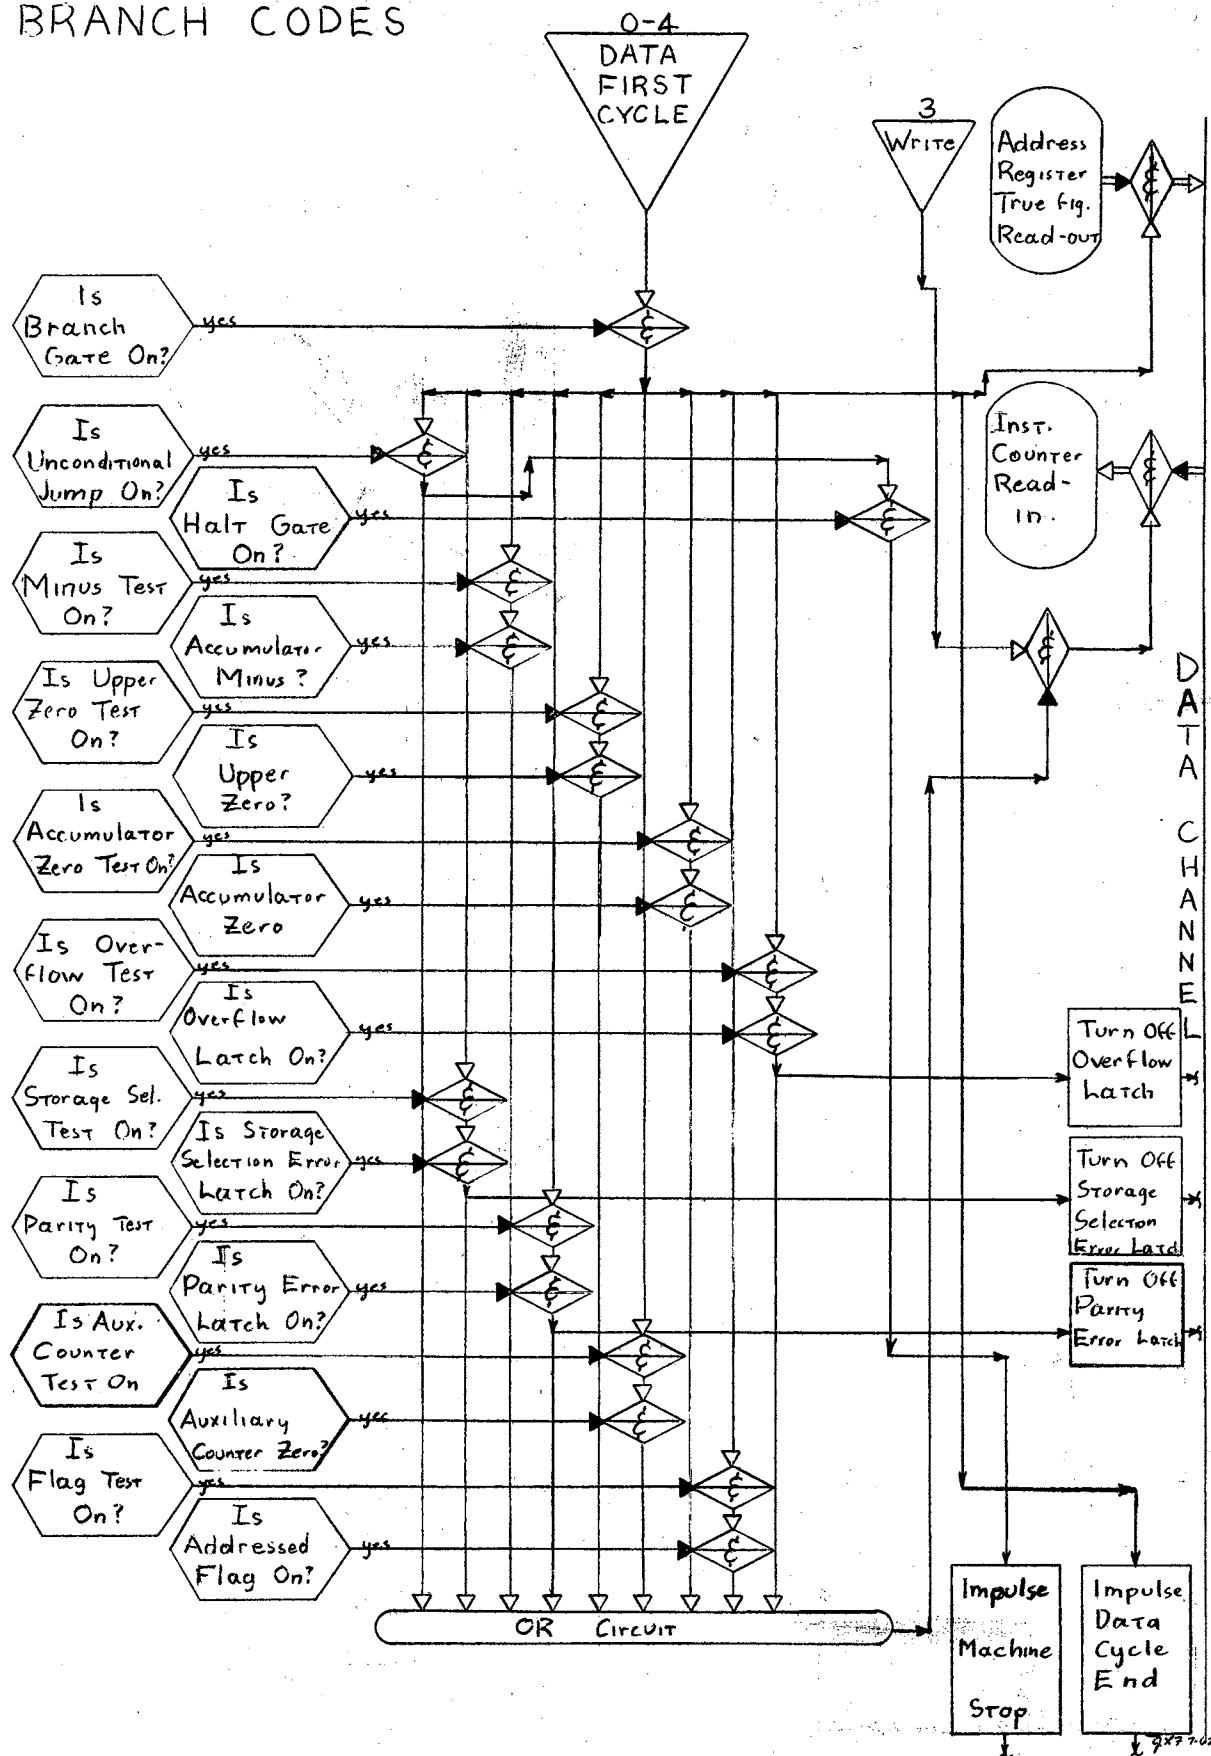 BRANCH CODES
0-4
DATA
FIRST
CYCLE
3
Write
Address
Register
True fig.
Read-out
Is
Branch
Gate On?
yes
Is
Unconditional
Jump On?
yes
Is
Halt Gate
On?
yes
Inst.
Counter
Read-
in.
Is
Minus Test
On?
yes
Is
Accumulator
Minus?
yes
Is Upper
Zero Test
On?
yes
Is
Upper
Zero?
yes
Is
Accumulator
Zero Test On?
yes
Is
Accumulator
Zero
yes
Is Over-
flow Test
On?
yes
Is
Overflow
Latch On?
yes
Is
Storage Sel.
Test On?
yes
Is Storage
Selection Error
Latch On?
yes
Is
Parity Test
On?
yes
Is
Parity Error
Latch On?
yes
Is Aux.
Counter
Test On
yes
Is
Auxiliary
Counter Zero?
yes
Is
Flag Test
On?
yes
Is
Addressed
Flag On?
yes
DATA CHANNEL
Turn Off
Overflow
Latch
Turn Off
Storage
Selection
Error Latch
Turn Off
Parity
Error Latch
OR Circuit
Impulse
Machine
Stop
Impulse
Data
Cycle
End